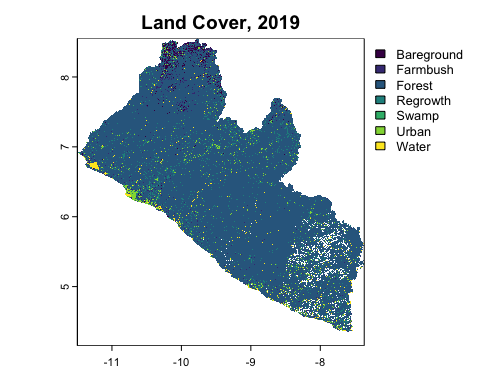 Land Cover, 2019
Bareground
Farmbush
Forest
Regrowth
Swamp
Urban
Water
8
7
6
5
-11 -10 -9 -8